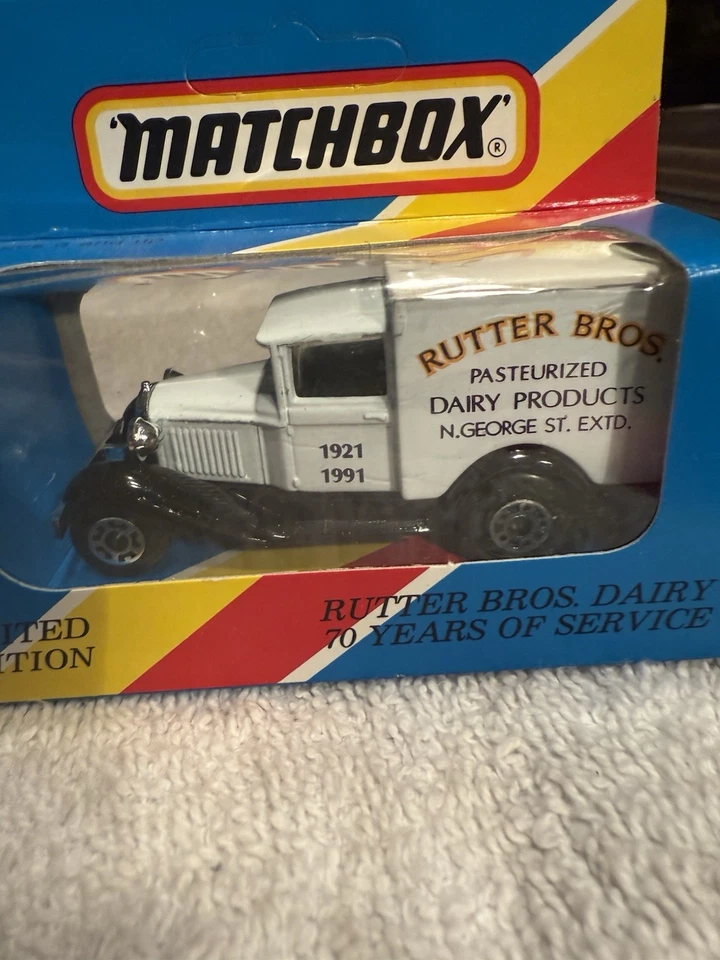 'MATCHBOX'®
RUTTER BROS.
PASTEURIZED
DAIRY PRODUCTS
N.GEORGE ST. EXTD.
1921
1991
ITED
ITION
RUTTER BROS. DAIRY
70 YEARS OF SERVICE